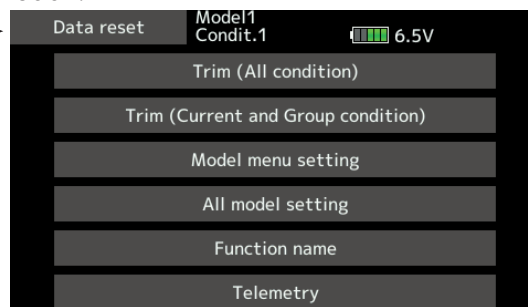 Data reset
Model1
Condit.1
6.5V
Trim (All condition)
Trim (Current and Group condition)
Model menu setting
All model setting
Function name
Telemetry